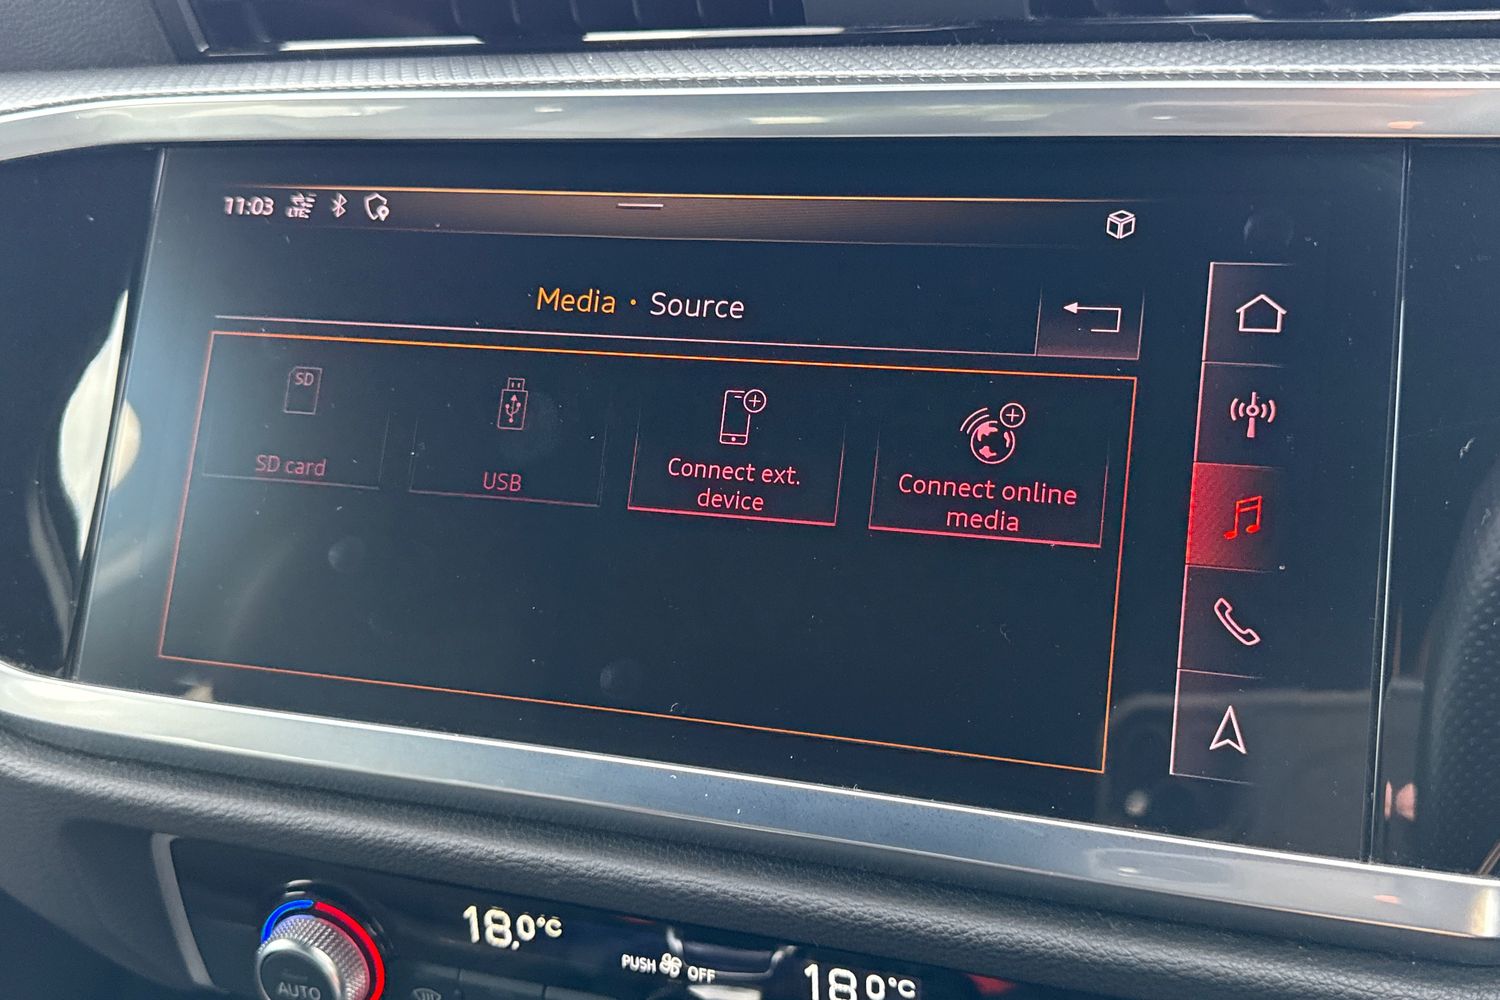 11:03 LTE
Media · Source
SD
SD card
USB
Connect ext.
device
Connect online
media
18.0°C
PUSH OFF
18.0°C
AUTO